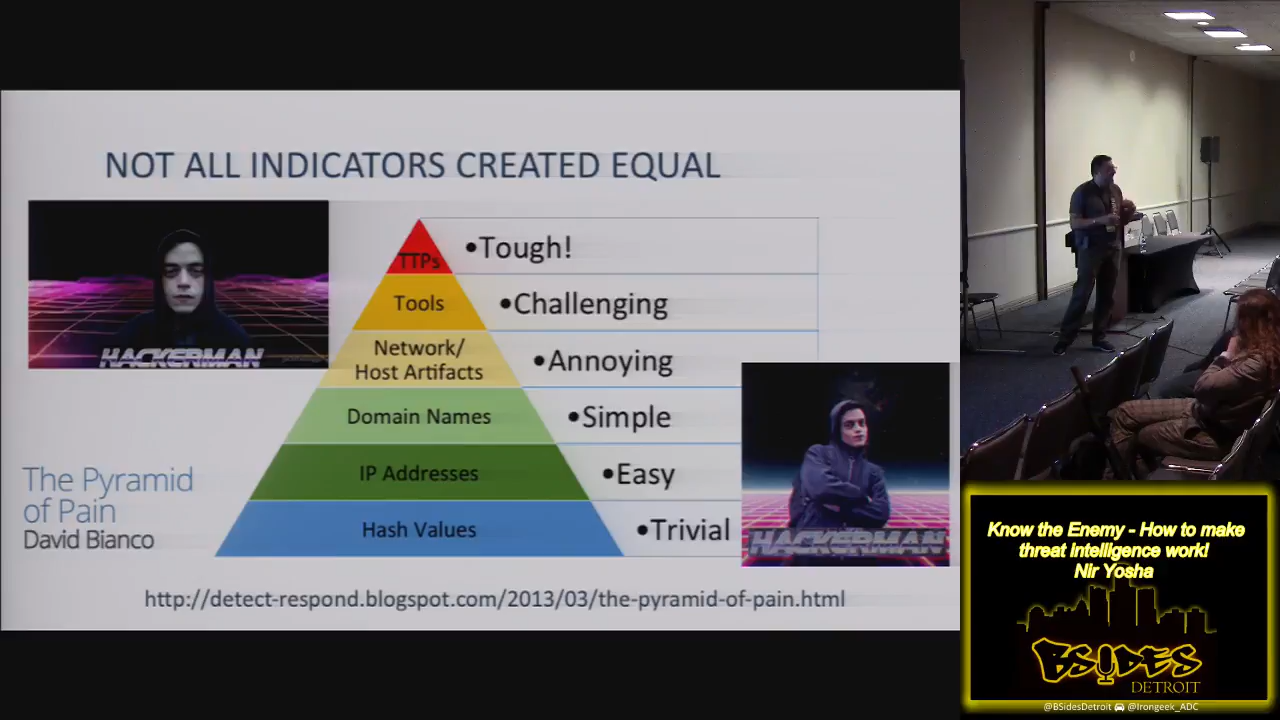 NOT ALL INDICATORS CREATED EQUAL
HACKERMAN
TTPs
•Tough!
Tools
•Challenging
Network/
Host Artifacts
•Annoying
Domain Names
•Simple
IP Addresses
•Easy
Hash Values
•Trivial
The Pyramid
of Pain
David Bianco
HACKERMAN
http://detect-respond.blogspot.com/2013/03/the-pyramid-of-pain.html
Know the Enemy - How to make
threat intelligence work!
Nir Yosha
BSIDES
DETROIT
@BSidesDetroit @Irongeek_ADC